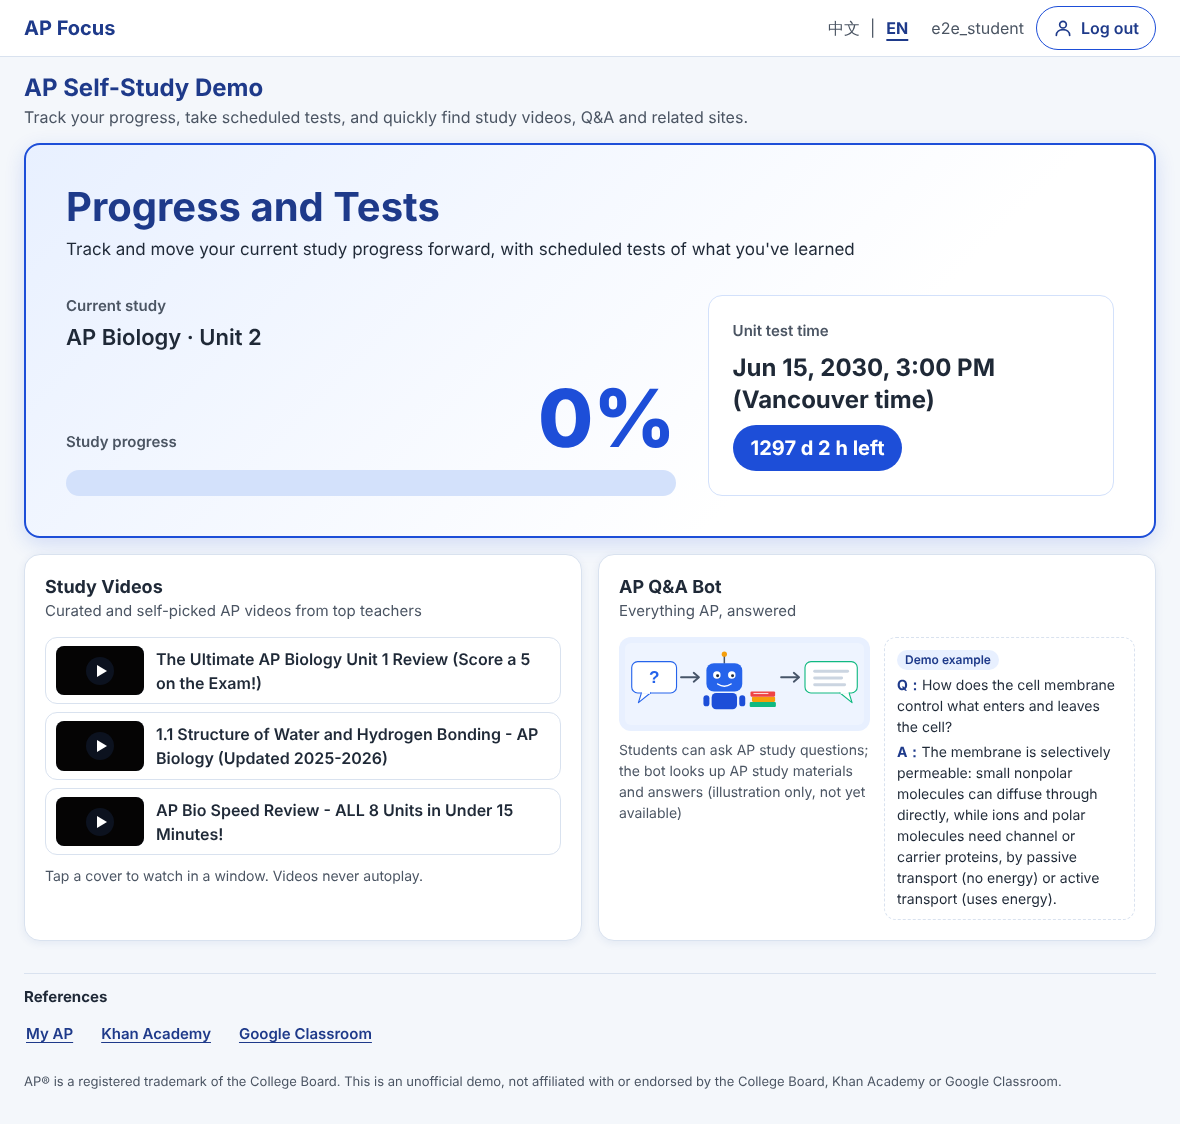 AP Focus
中文 | EN e2e_student Log out
AP Self-Study Demo
Track your progress, take scheduled tests, and quickly find study videos, Q&A and related sites.
Progress and Tests
Track and move your current study progress forward, with scheduled tests of what you've learned
Current study
AP Biology · Unit 2
Study progress
0%
Unit test time
Jun 15, 2030, 3:00 PM
(Vancouver time)
1297 d 2 h left
Study Videos
Curated and self-picked AP videos from top teachers
The Ultimate AP Biology Unit 1 Review (Score a 5
on the Exam!)
1.1 Structure of Water and Hydrogen Bonding - AP
Biology (Updated 2025-2026)
AP Bio Speed Review - ALL 8 Units in Under 15
Minutes!
Tap a cover to watch in a window. Videos never autoplay.
AP Q&A Bot
Everything AP, answered
?
Students can ask AP study questions;
the bot looks up AP study materials
and answers (illustration only, not yet
available)
Demo example
Q : How does the cell membrane
control what enters and leaves
the cell?
A : The membrane is selectively
permeable: small nonpolar
molecules can diffuse through
directly, while ions and polar
molecules need channel or
carrier proteins, by passive
transport (no energy) or active
transport (uses energy).
References
My AP Khan Academy Google Classroom
AP® is a registered trademark of the College Board. This is an unofficial demo, not affiliated with or endorsed by the College Board, Khan Academy or Google Classroom.